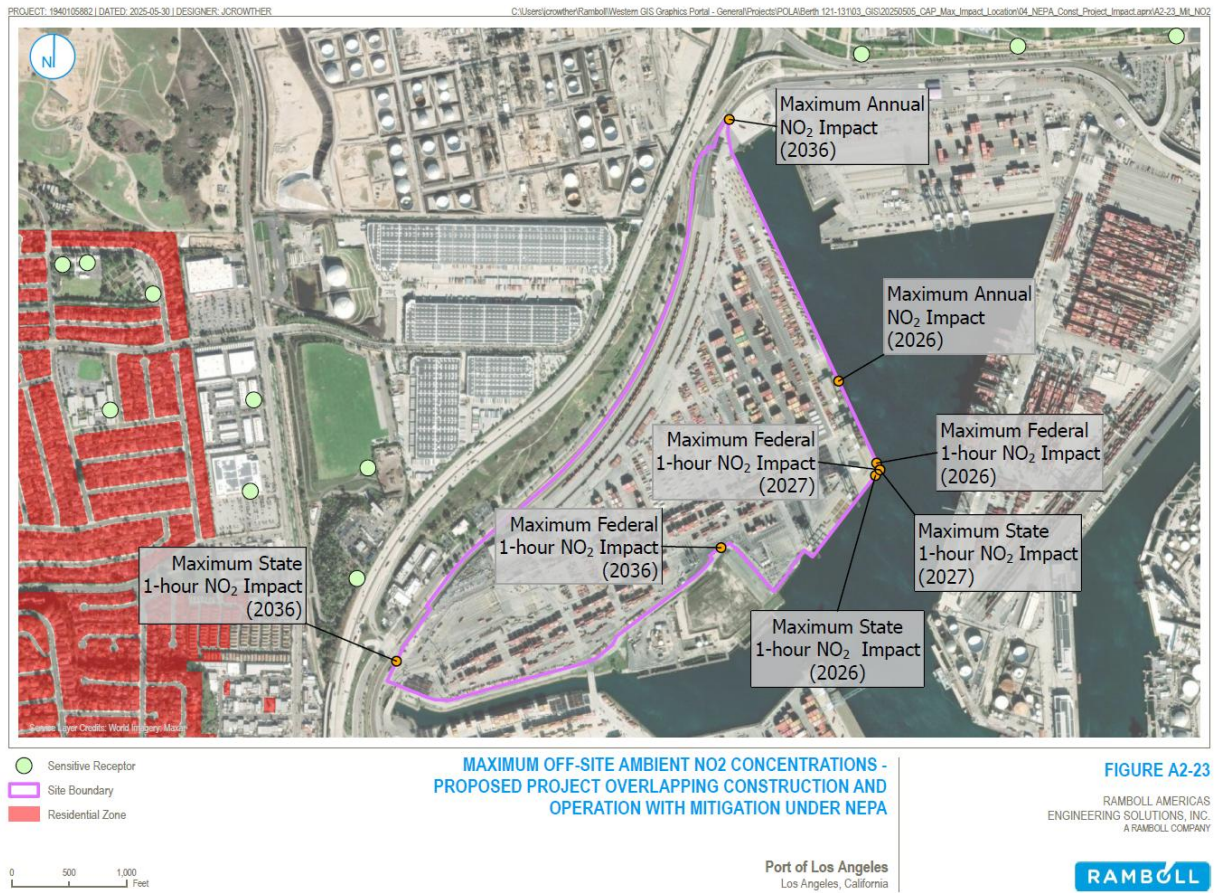 PROJECT: 1940105882 | DATED: 2025-05-30 | DESIGNER: JCROWTHER
C:\Users\jcrowther\Ramboll\Western GIS Graphics Portal - General\Projects\POLA\Berth 121-131\03_GIS\20250505_CAP_Max_Impact_Location\04_NEPA_Const_Project_Impact.aprx\A2-23_Mit_NO2
N
Maximum Annual
NO₂ Impact
(2036)
Maximum Annual
NO₂ Impact
(2026)
Maximum Federal
1-hour NO₂ Impact
(2027)
Maximum Federal
1-hour NO₂ Impact
(2026)
Maximum Federal
1-hour NO₂ Impact
(2036)
Maximum State
1-hour NO₂ Impact
(2027)
Maximum State
1-hour NO₂ Impact
(2036)
Maximum State
1-hour NO₂ Impact
(2026)
Service Layer Credits: World Imagery: Maxar
Sensitive Receptor
Site Boundary
Residential Zone
0 500 1,000
Feet
MAXIMUM OFF-SITE AMBIENT NO2 CONCENTRATIONS -
PROPOSED PROJECT OVERLAPPING CONSTRUCTION AND
OPERATION WITH MITIGATION UNDER NEPA
Port of Los Angeles
Los Angeles, California
FIGURE A2-23
RAMBOLL AMERICAS
ENGINEERING SOLUTIONS, INC.
A RAMBOLL COMPANY
RAMBOLL